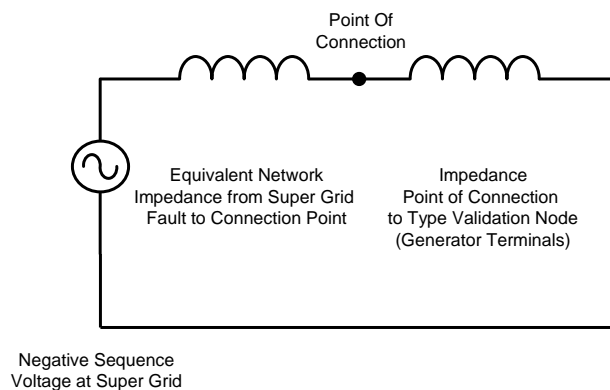 Point Of
Connection
Equivalent Network
Impedance from Super Grid
Fault to Connection Point
Impedance
Point of Connection
to Type Validation Node
(Generator Terminals)
Negative Sequence
Voltage at Super Grid